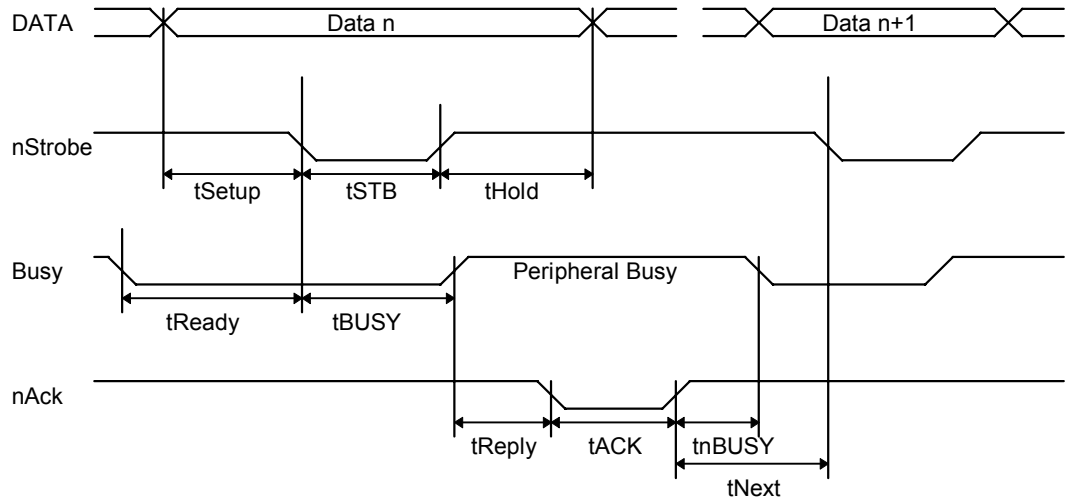 DATA Data n Data n+1
nStrobe
tSetup tSTB tHold
Busy Peripheral Busy
tReady tBUSY
nAck
tReply tACK tnBUSY
tNext